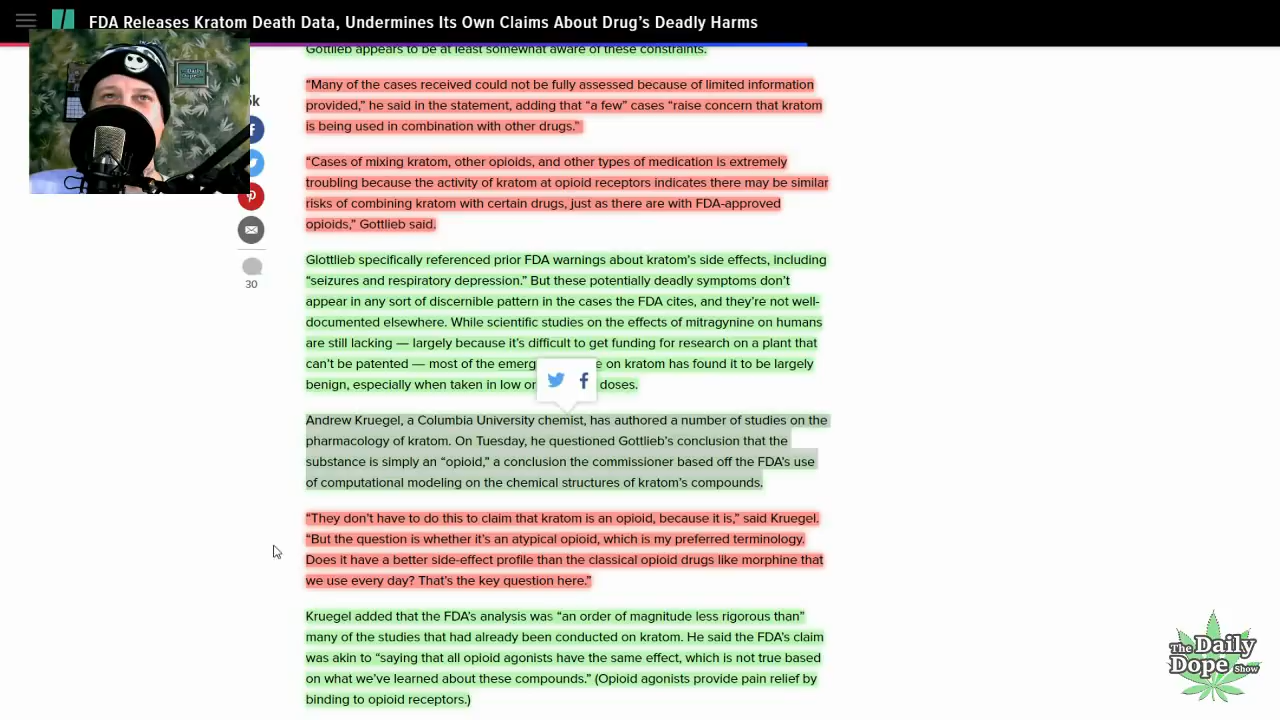 FDA Releases Kratom Death Data, Undermines Its Own Claims About Drug's Deadly Harms
Gottlieb appears to be at least somewhat aware of these constraints.
“Many of the cases received could not be fully assessed because of limited information
provided,” he said in the statement, adding that “a few” cases “raise concern that kratom
is being used in combination with other drugs.”
“Cases of mixing kratom, other opioids, and other types of medication is extremely
troubling because the activity of kratom at opioid receptors indicates there may be similar
risks of combining kratom with certain drugs, just as there are with FDA-approved
opioids,” Gottlieb said.
Glottlieb specifically referenced prior FDA warnings about kratom’s side effects, including
“seizures and respiratory depression.” But these potentially deadly symptoms don’t
appear in any sort of discernible pattern in the cases the FDA cites, and they’re not well-
documented elsewhere. While scientific studies on the effects of mitragynine on humans
are still lacking — largely because it’s difficult to get funding for research on a plant that
can’t be patented — most of the on kratom has found it to be largely
benign, especially when taken in low or doses.
Andrew Kruegel, a Columbia University chemist, has authored a number of studies on the
pharmacology of kratom. On Tuesday, he questioned Gottlieb’s conclusion that the
substance is simply an “opioid,” a conclusion the commissioner based off the FDA’s use
of computational modeling on the chemical structures of kratom’s compounds.
“They don’t have to do this to claim that kratom is an opioid, because it is,” said Kruegel.
“But the question is whether it’s an atypical opioid, which is my preferred terminology.
Does it have a better side-effect profile than the classical opioid drugs like morphine that
we use every day? That’s the key question here.”
Kruegel added that the FDA’s analysis was “an order of magnitude less rigorous than”
many of the studies that had already been conducted on kratom. He said the FDA’s claim
was akin to “saying that all opioid agonists have the same effect, which is not true based
on what we’ve learned about these compounds.” (Opioid agonists provide pain relief by
binding to opioid receptors.)
30
The Daily
Dope Show